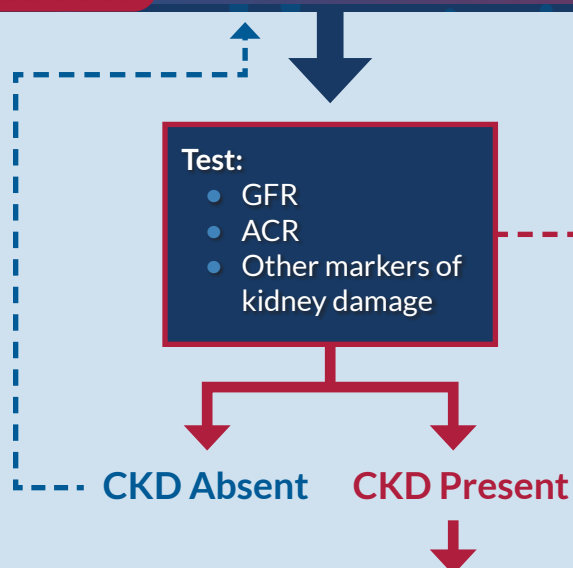 Test:
GFR
ACR
Other markers of
kidney damage
CKD Absent
CKD Present